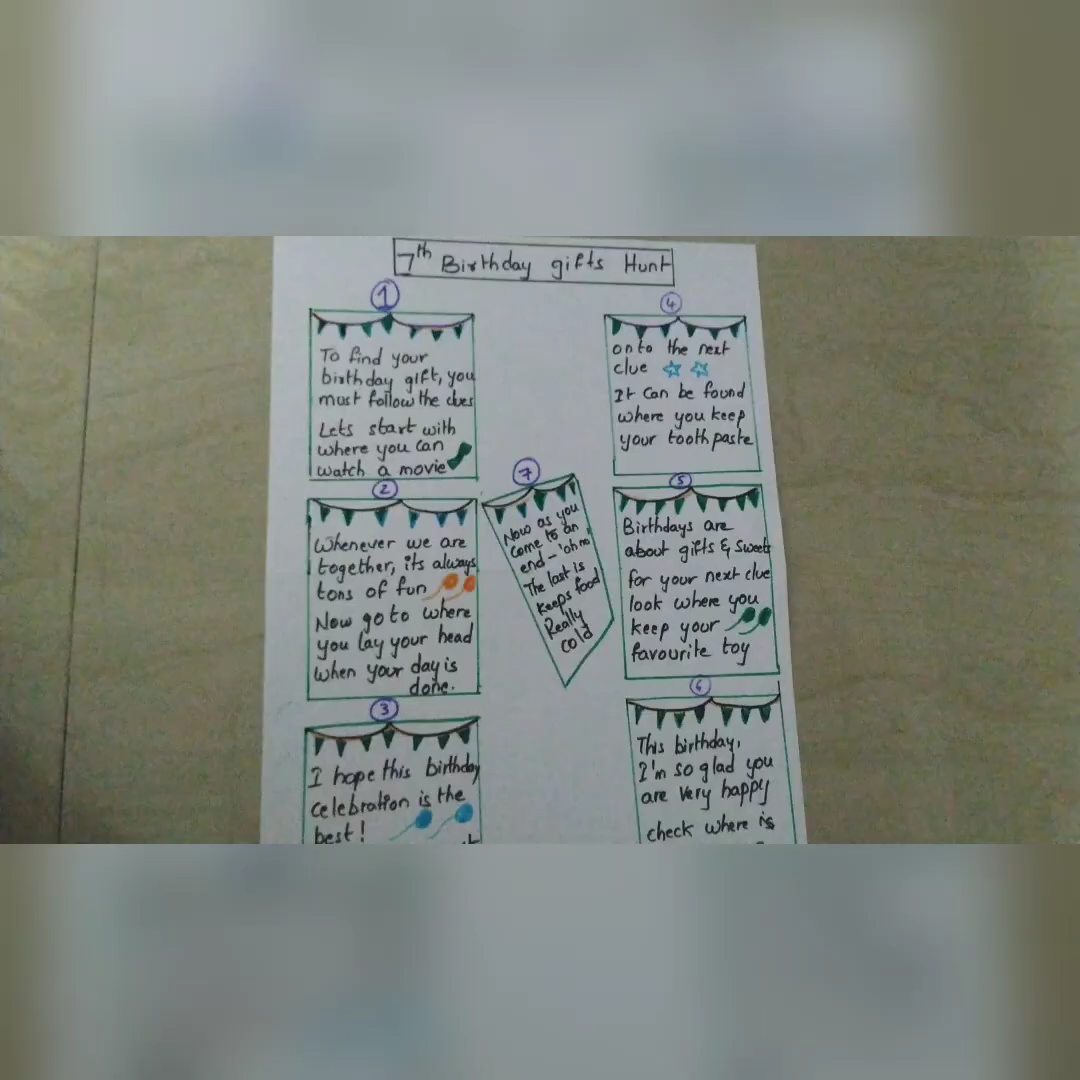 7th Birthday gifts Hunt
1
To find your
birthday gift, you
must follow the clues
Lets start with
where you can
watch a movie
2
Whenever we are
together, its always
tons of fun
Now go to where
you lay your head
when your day is
done.
3
I hope this birthday
celebration is the
best!
4
onto the next
clue
It can be found
where you keep
your tooth paste
5
Birthdays are
about gifts & sweets
for your next clue
look where you
keep your
favourite toy
6
This birthday,
I'm so glad you
are very happy
check where is
7
Now as you
come to an
end - 'oh no'
The last is
keeps food
Really
cold